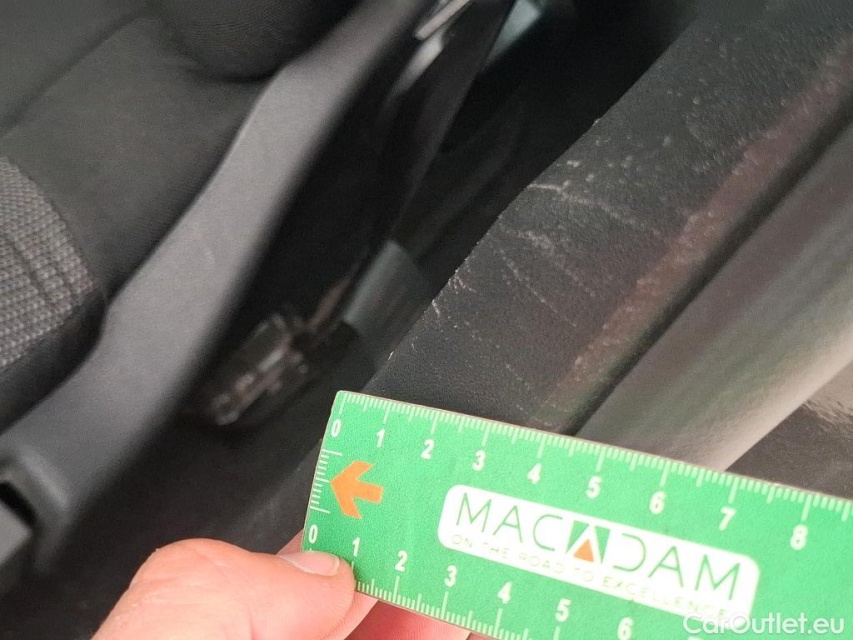 0 1 2 3 4 5 6 7 8
MACADAM
ON THE ROAD TO EXCELLENCE
0 1 2 3 4 5 6
CarOutlet.eu